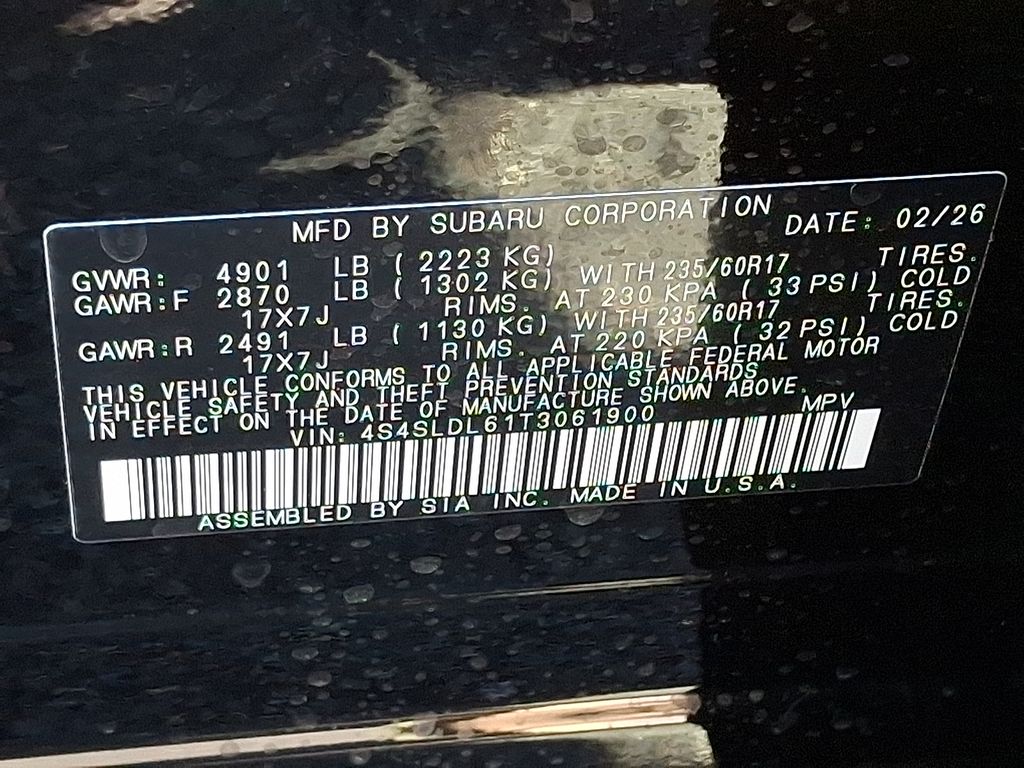 MFD BY SUBARU CORPORATION DATE: 02/26
GVWR: 4901 LB ( 2223 KG)
GAWR:F 2870 LB ( 1302 KG) WITH 235/60R17 TIRES.
17X7J RIMS. AT 230 KPA ( 33 PSI) COLD
GAWR:R 2491 LB ( 1130 KG) WITH 235/60R17 TIRES.
17X7J RIMS. AT 220 KPA ( 32 PSI) COLD
THIS VEHICLE CONFORMS TO ALL APPLICABLE FEDERAL MOTOR
VEHICLE SAFETY AND THEFT PREVENTION STANDARDS
IN EFFECT ON THE DATE OF MANUFACTURE SHOWN ABOVE.
VIN: 4S4SLDL61T3061900 MPV
ASSEMBLED BY SIA INC. MADE IN U.S.A.